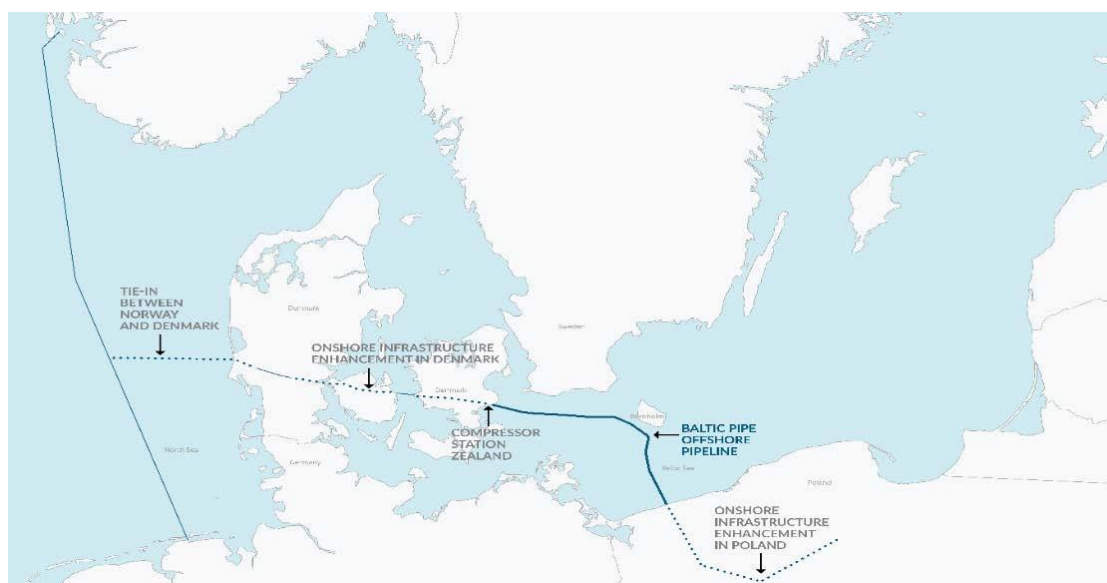 TIE-IN
BETWEEN
NORWAY
AND DENMARK
Denmark
ONSHORE INFRASTRUCTURE
ENHANCEMENT IN DENMARK
Sweden
Denmark
COMPRESSOR
STATION
ZEALAND
Bornholm
BALTIC PIPE
OFFSHORE
PIPELINE
North Sea
Germany
Baltic Sea
Poland
ONSHORE
INFRASTRUCTURE
ENHANCEMENT
IN POLAND